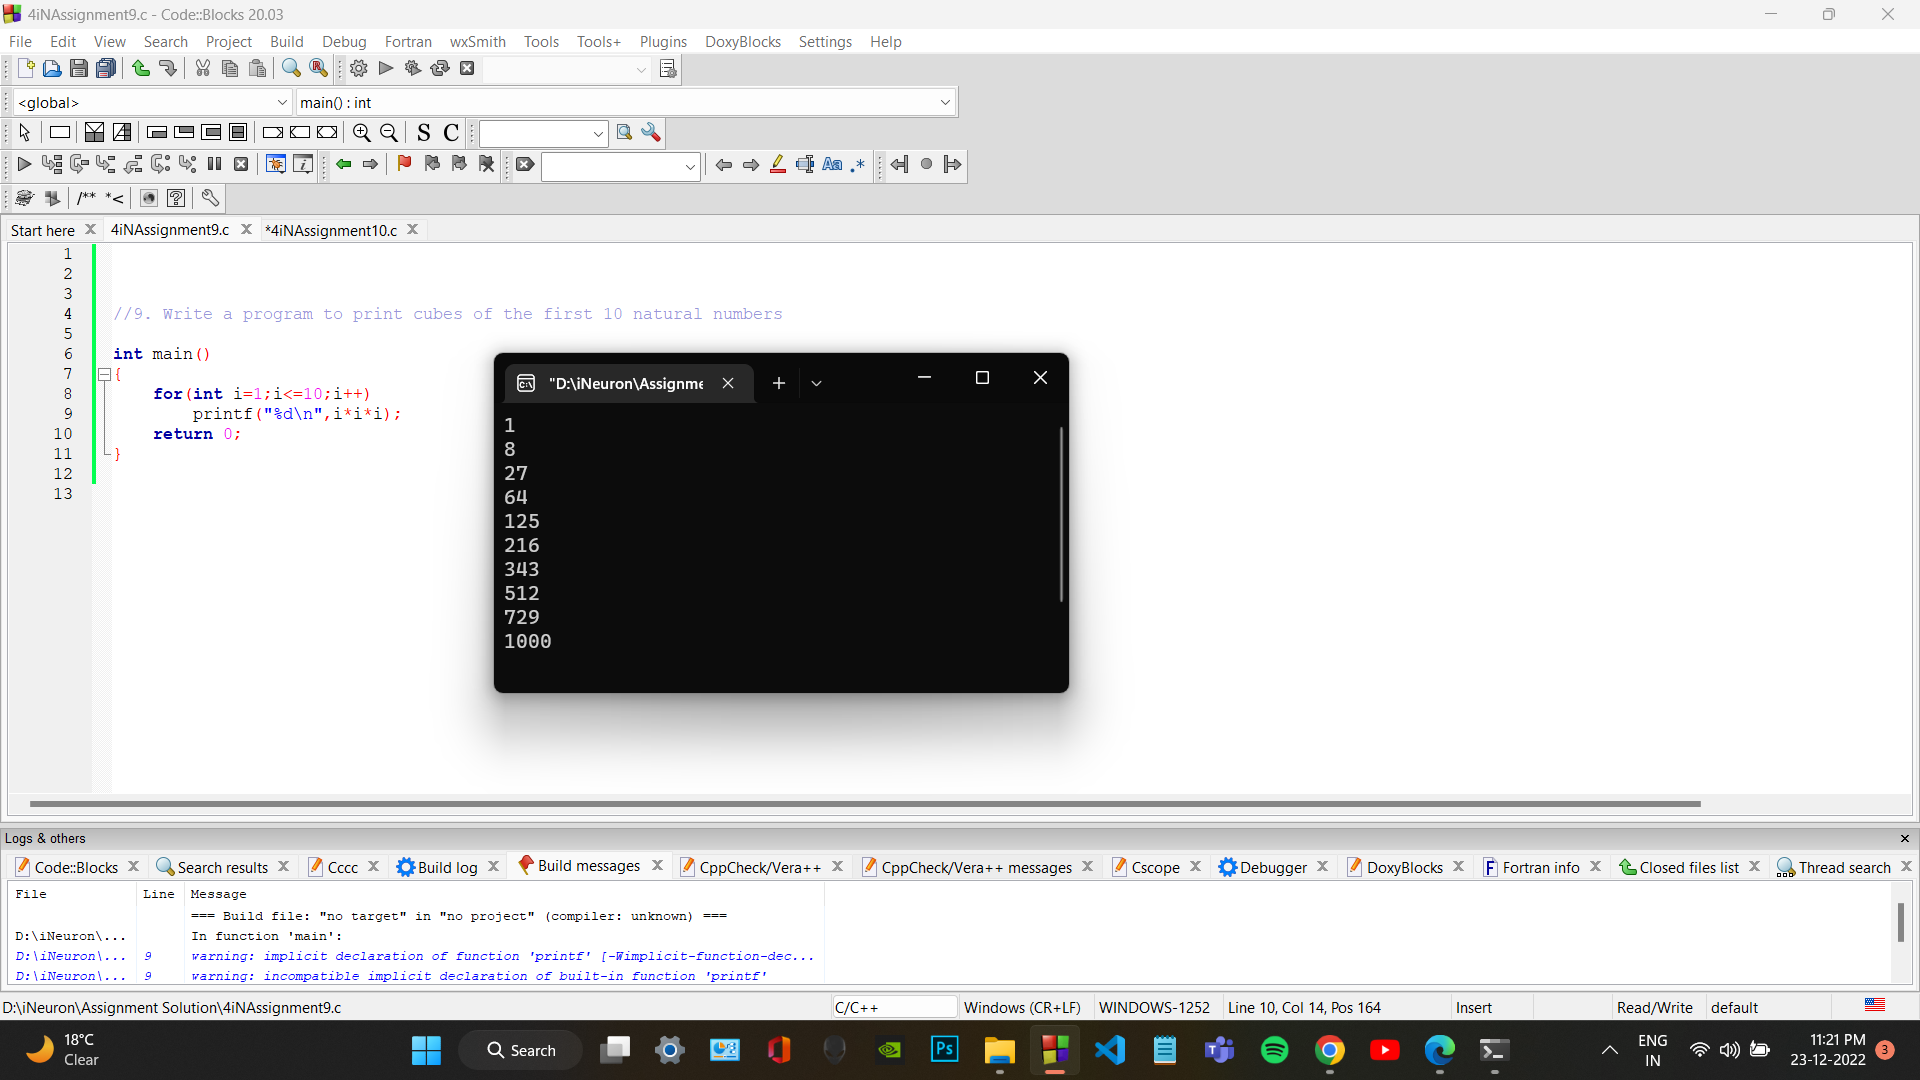 4iNAssignment9.c - Code::Blocks 20.03
File Edit View Search Project Build Debug Fortran wxSmith Tools Tools+ Plugins DoxyBlocks Settings Help
<global> main() : int
S C
Aa .*
/** *<
Start here 4iNAssignment9.c *4iNAssignment10.c
1
2
3
4 //9. Write a program to print cubes of the first 10 natural numbers
5
6 int main()
7 {
8 for(int i=1;i<=10;i++)
9 printf("%d\n",i*i*i);
10 return 0;
11 }
12
13
"D:\iNeuron\Assignme
1
8
27
64
125
216
343
512
729
1000
Logs & others
Code::Blocks Search results Cccc Build log Build messages CppCheck/Vera++ CppCheck/Vera++ messages Cscope Debugger DoxyBlocks Fortran info Closed files list Thread search
File Line Message
=== Build file: "no target" in "no project" (compiler: unknown) ===
D:\iNeuron\... In function 'main':
D:\iNeuron\... 9 warning: implicit declaration of function 'printf' [-Wimplicit-function-dec...
D:\iNeuron\... 9 warning: incompatible implicit declaration of built-in function 'printf'
D:\iNeuron\Assignment Solution\4iNAssignment9.c C/C++ Windows (CR+LF) WINDOWS-1252 Line 10, Col 14, Pos 164 Insert Read/Write default
18°C
Clear
Search
Ps
ENG
IN
11:21 PM
23-12-2022
3